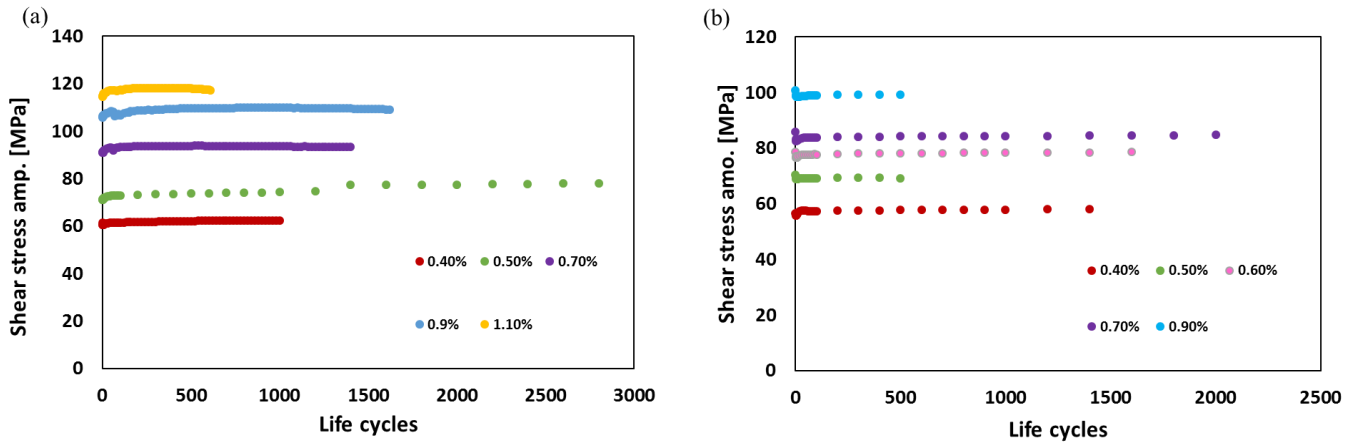 (a)
Shear stress amp. [MPa]
140
120
100
80
60
40
20
0
0 500 1000 1500 2000 2500 3000
Life cycles
0.40% 0.50% 0.70%
0.9% 1.10%
(b)
Shear stress amo. [MPa]
120
100
80
60
40
20
0
0 500 1000 1500 2000 2500
Life cycles
0.40% 0.50% 0.60%
0.70% 0.90%